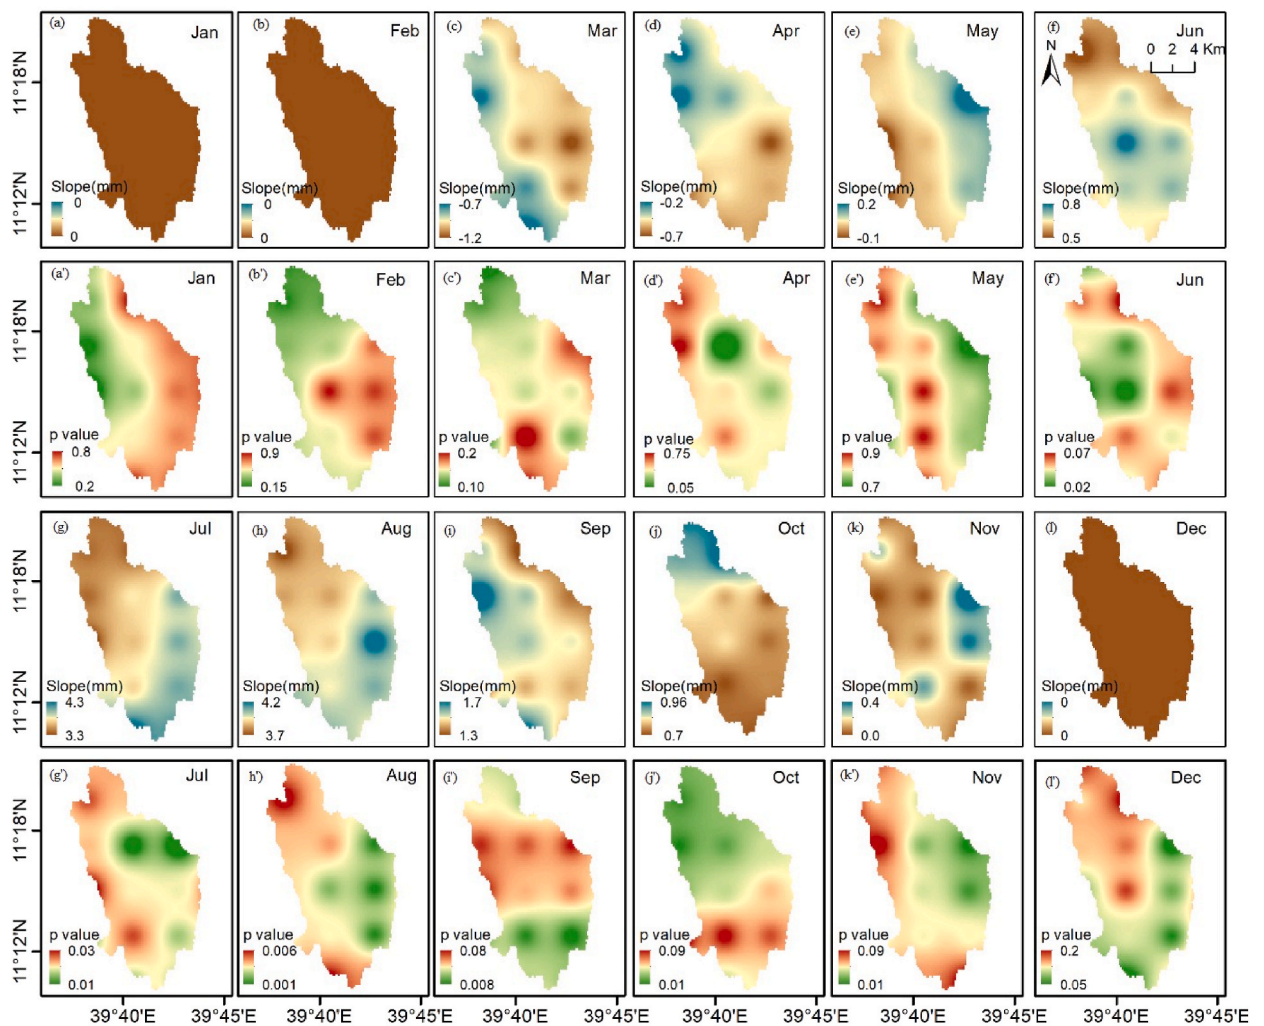 (a) Jan (b) Feb (c) Mar (d) Apr (e) May (f) Jun
N 0 2 4 Km
11°18'N
Slope(mm) Slope(mm) Slope(mm) Slope(mm) Slope(mm) Slope(mm)
11°12'N
0 0 -0.7 -0.2 0.2 0.8
0 0 -1.2 -0.7 -0.1 0.5
(a') Jan (b') Feb (c') Mar (d') Apr (e') May (f') Jun
11°18'N
p value p value p value p value p value p value
11°12'N
0.8 0.9 0.2 0.75 0.9 0.07
0.2 0.15 0.10 0.05 0.7 0.02
(g) Jul (h) Aug (i) Sep (j) Oct (k) Nov (l) Dec
11°18'N
Slope(mm) Slope(mm) Slope(mm) Slope(mm) Slope(mm) Slope(mm)
11°12'N
4.3 4.2 1.7 0.96 0.4 0
3.3 3.7 1.3 0.7 0.0 0
(g') Jul (h') Aug (i') Sep (j') Oct (k') Nov (l') Dec
11°18'N
p value p value p value p value p value p value
11°12'N
0.03 0.006 0.08 0.09 0.09 0.2
0.01 0.001 0.008 0.01 0.01 0.05
39°40'E 39°45'E 39°40'E 39°45'E 39°40'E 39°45'E 39°40'E 39°45'E 39°40'E 39°45'E 39°40'E 39°45'E